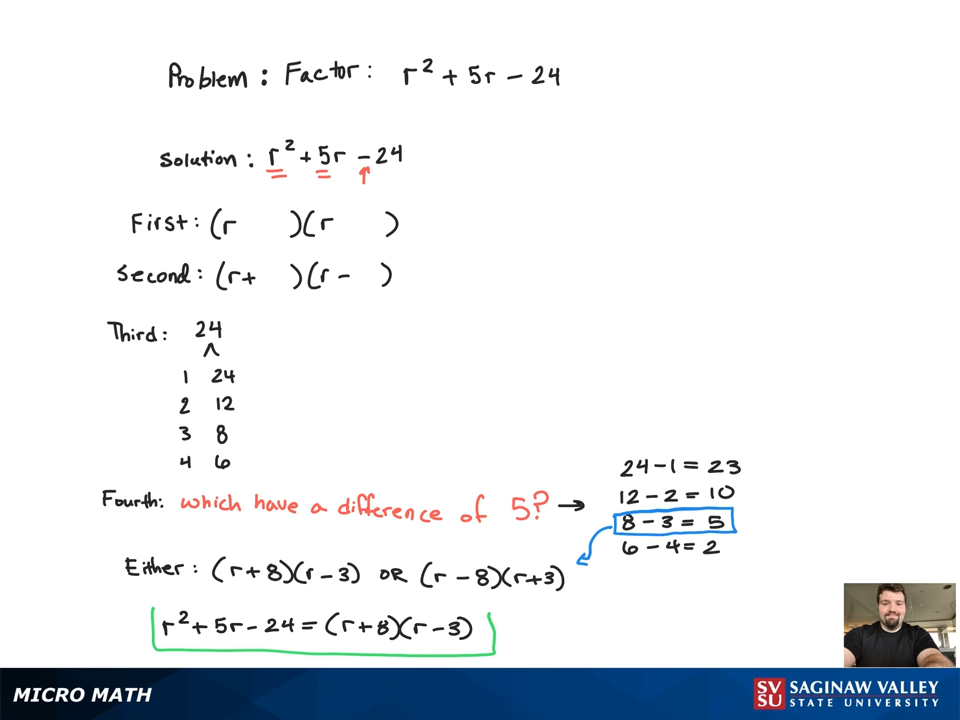 Problem: Factor: r² + 5r - 24
Solution: r² + 5r - 24
First: (r )(r )
Second: (r+ )(r - )
Third: 24
1 24
2 12
3 8
4 6
Fourth: which have a difference of 5? →
24 - 1 = 23
12 - 2 = 10
8 - 3 = 5
6 - 4 = 2
Either: (r + 8)(r - 3) OR (r - 8)(r + 3)
r² + 5r - 24 = (r + 8)(r - 3)
MICRO MATH
SV SU SAGINAW VALLEY
STATE UNIVERSITY